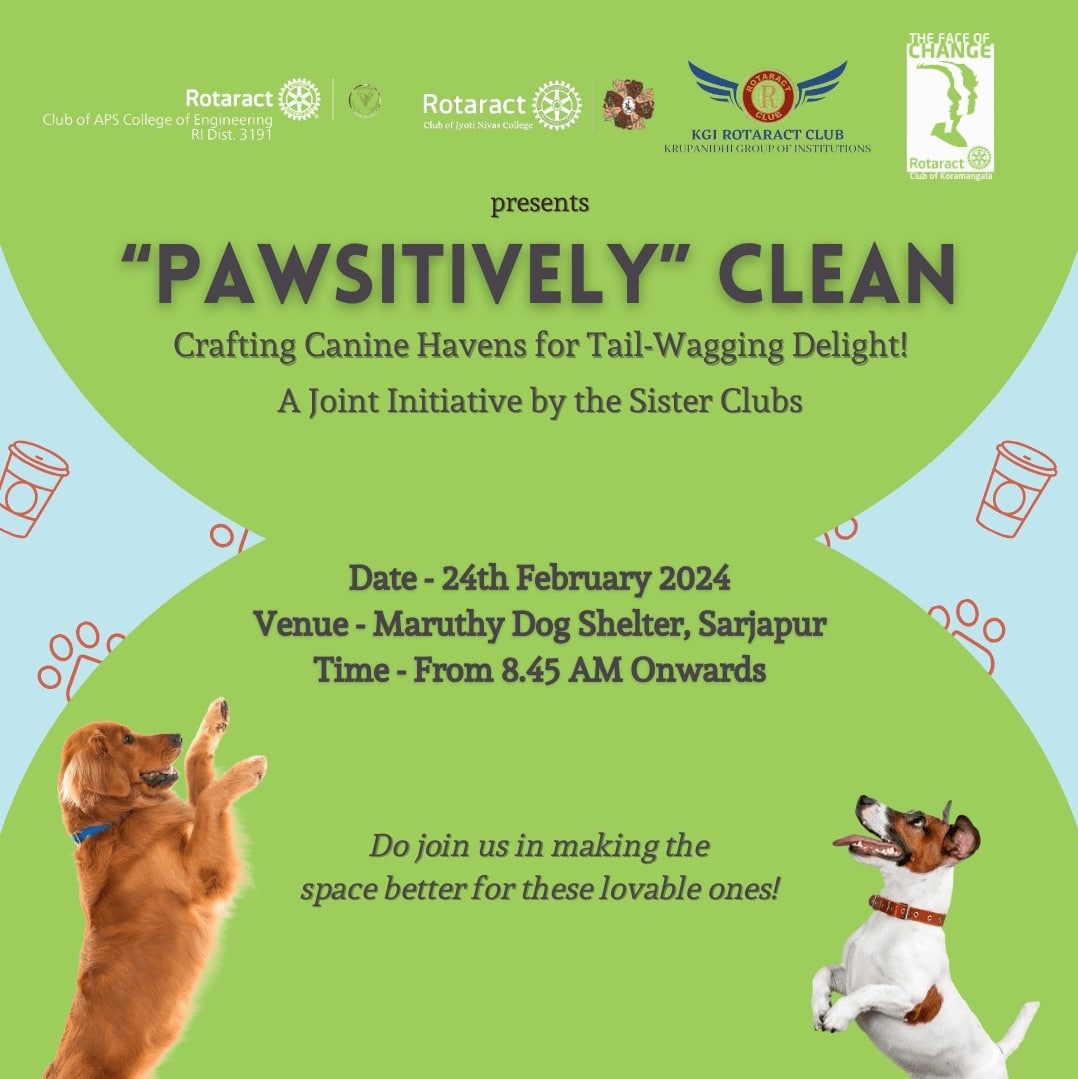 Rotaract
Club of APS College of Engineering
RI Dist. 3191
Rotaract
Club of Jyoti Nivas College
ROTARACT
R
CLUB
KGI ROTARACT CLUB
KRUPANIDHI GROUP OF INSTITUTIONS
THE FACE OF
CHANGE
Rotaract
Club of Koramangala
presents
“PAWSITIVELY” CLEAN
Crafting Canine Havens for Tail-Wagging Delight!
A Joint Initiative by the Sister Clubs
Date - 24th February 2024
Venue - Maruthy Dog Shelter, Sarjapur
Time - From 8.45 AM Onwards
Do join us in making the
space better for these lovable ones!